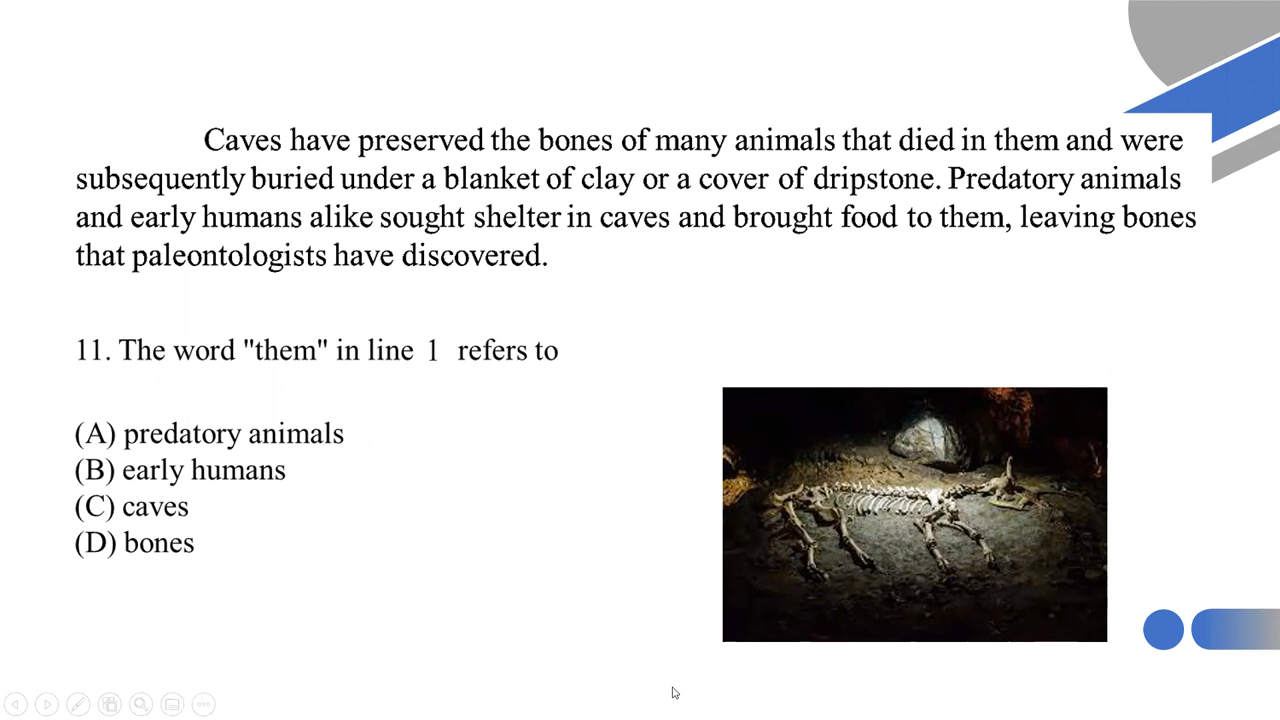 Caves have preserved the bones of many animals that died in them and were
subsequently buried under a blanket of clay or a cover of dripstone. Predatory animals
and early humans alike sought shelter in caves and brought food to them, leaving bones
that paleontologists have discovered.
11. The word "them" in line 1 refers to
(A) predatory animals
(B) early humans
(C) caves
(D) bones